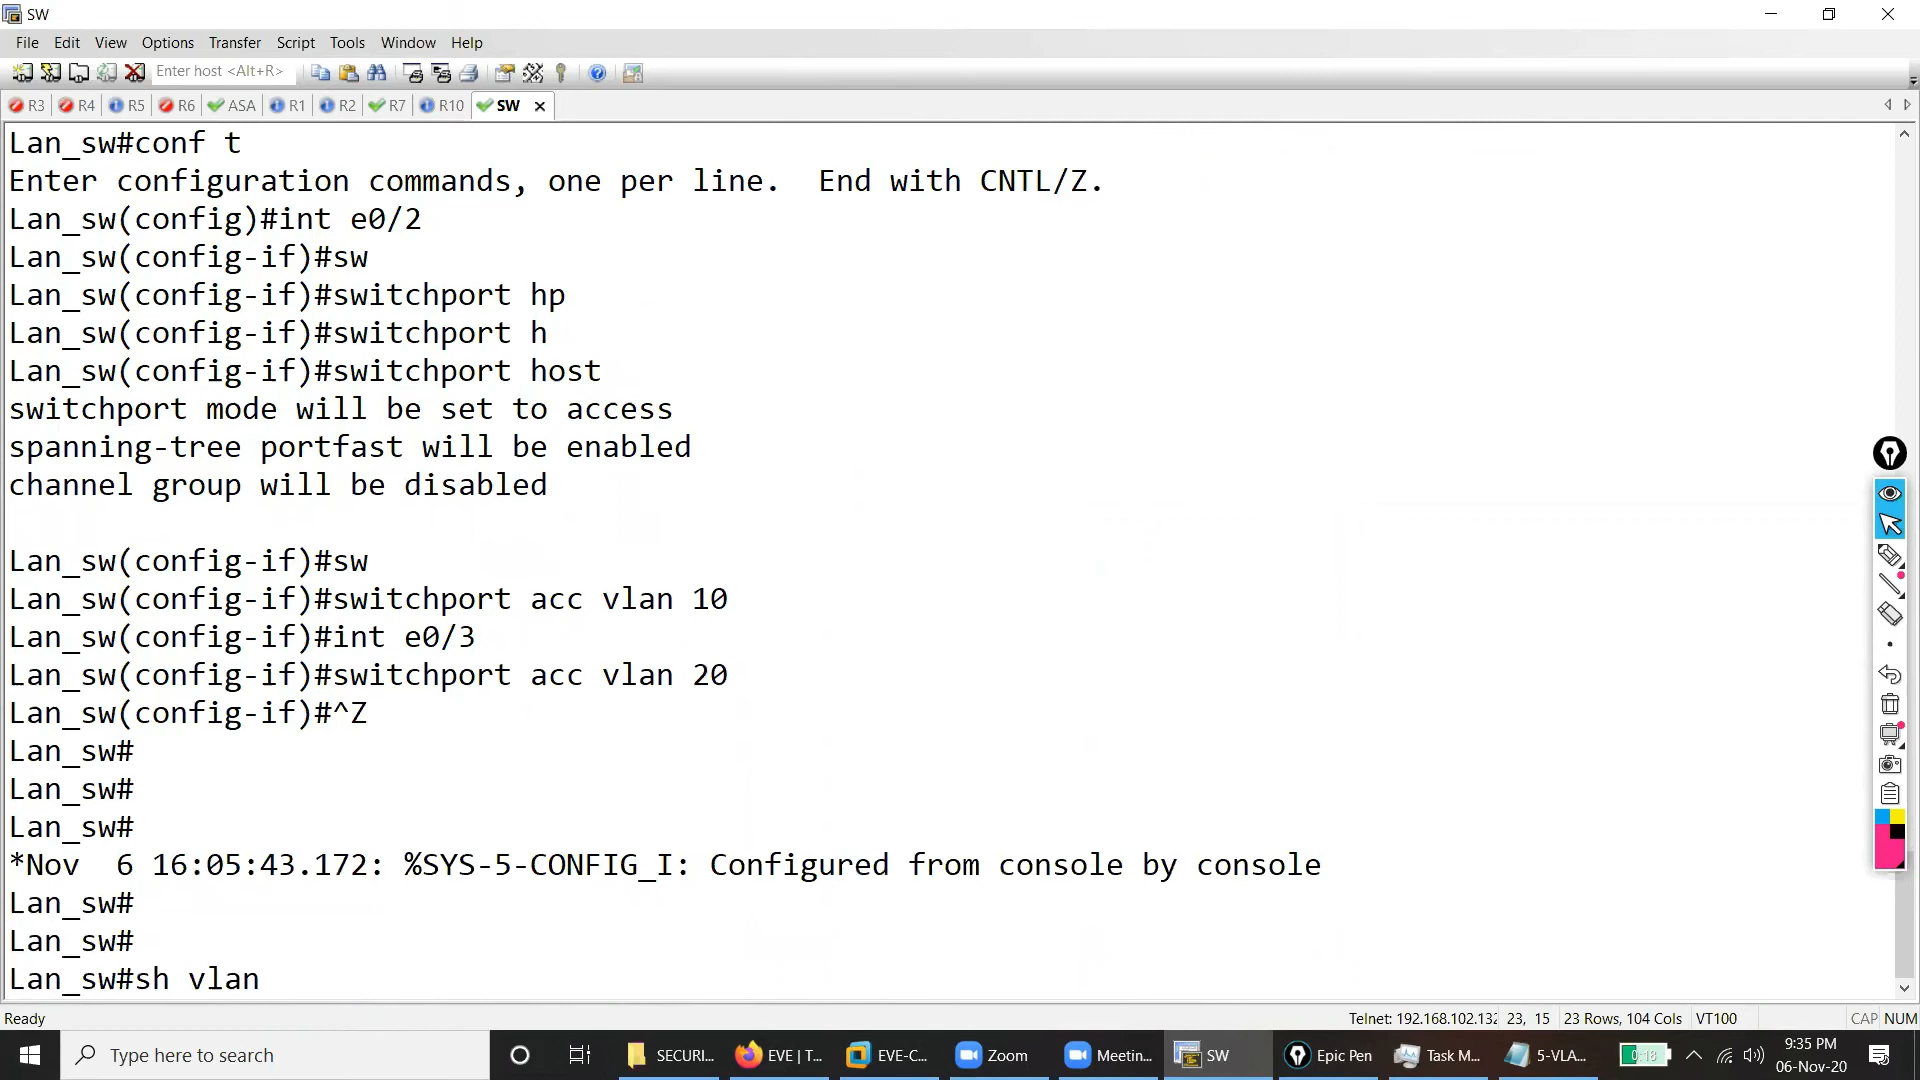 SW
File Edit View Options Transfer Script Tools Window Help
Enter host <Alt+R>
R3 R4 R5 R6 ASA R1 R2 R7 R10 SW
Lan_sw#conf t
Enter configuration commands, one per line.  End with CNTL/Z.
Lan_sw(config)#int e0/2
Lan_sw(config-if)#sw
Lan_sw(config-if)#switchport hp
Lan_sw(config-if)#switchport h
Lan_sw(config-if)#switchport host
switchport mode will be set to access
spanning-tree portfast will be enabled
channel group will be disabled
Lan_sw(config-if)#sw
Lan_sw(config-if)#switchport acc vlan 10
Lan_sw(config-if)#int e0/3
Lan_sw(config-if)#switchport acc vlan 20
Lan_sw(config-if)#^Z
Lan_sw#
Lan_sw#
Lan_sw#
*Nov  6 16:05:43.172: %SYS-5-CONFIG_I: Configured from console by console
Lan_sw#
Lan_sw#
Lan_sw#sh vlan
Ready Telnet: 192.168.102.132 23, 15 23 Rows, 104 Cols VT100 CAP NUM
Type here to search SECURI... EVE | T... EVE-C... Zoom Meetin... SW Epic Pen Task M... 5-VLA... 0:18 9:35 PM
06-Nov-20